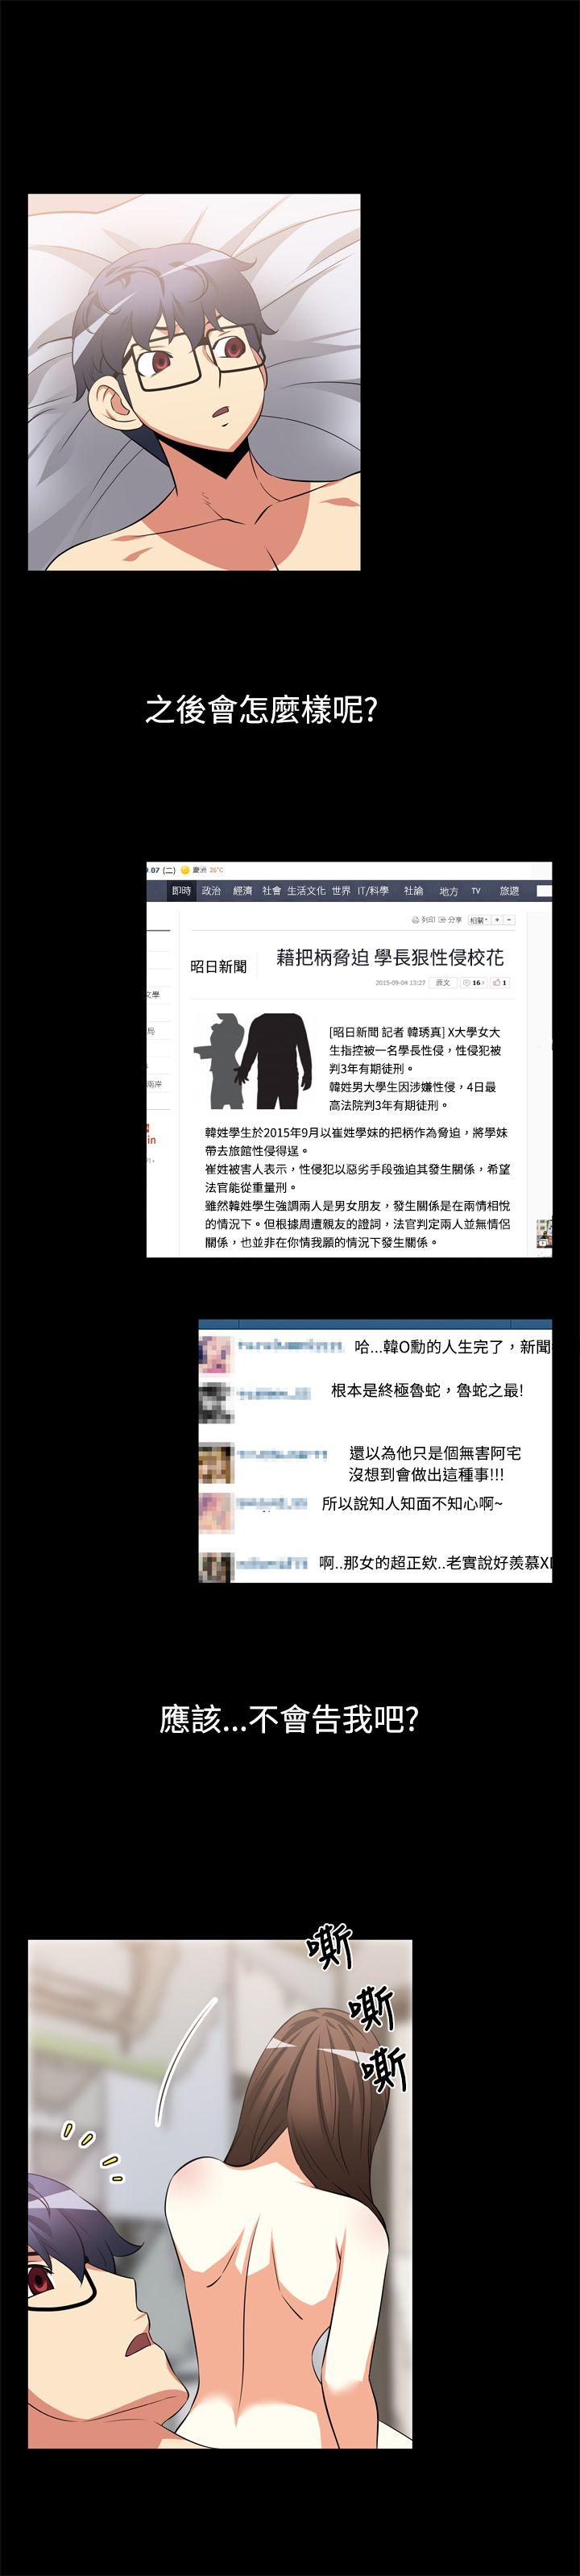 之後會怎麼樣呢?
9.07 (二) 慶洲 26°C
即時 政治 經濟 社會 生活文化 世界 IT/科學 社論 地方 TV 旅遊
列印 分享 相關 + -
昭日新聞
藉把柄脅迫 學長狠性侵校花
2015-09-04 13:27 原文 16 1
文學
局
兩岸
in
[昭日新聞 記者 韓琇真] X大學女大
生指控被一名學長性侵，性侵犯被
判3年有期徒刑。
韓姓男大學生因涉嫌性侵，4日最
高法院判3年有期徒刑。
韓姓學生於2015年9月以崔姓學妹的把柄作為脅迫，將學妹
帶去旅館性侵得逞。
崔姓被害人表示，性侵犯以惡劣手段強迫其發生關係，希望
法官能從重量刑。
雖然韓姓學生強調兩人是男女朋友，發生關係是在兩情相悅
的情況下。但根據周遭親友的證詞，法官判定兩人並無情侶
關係，也並非在你情我願的情況下發生關係。
哈...韓O勳的人生完了，新聞
根本是終極魯蛇，魯蛇之最!
還以為他只是個無害阿宅
沒想到會做出這種事!!!
所以說知人知面不知心啊~
啊..那女的超正欸..老實說好羨慕X
應該...不會告我吧?
嘶
嘶
嘶